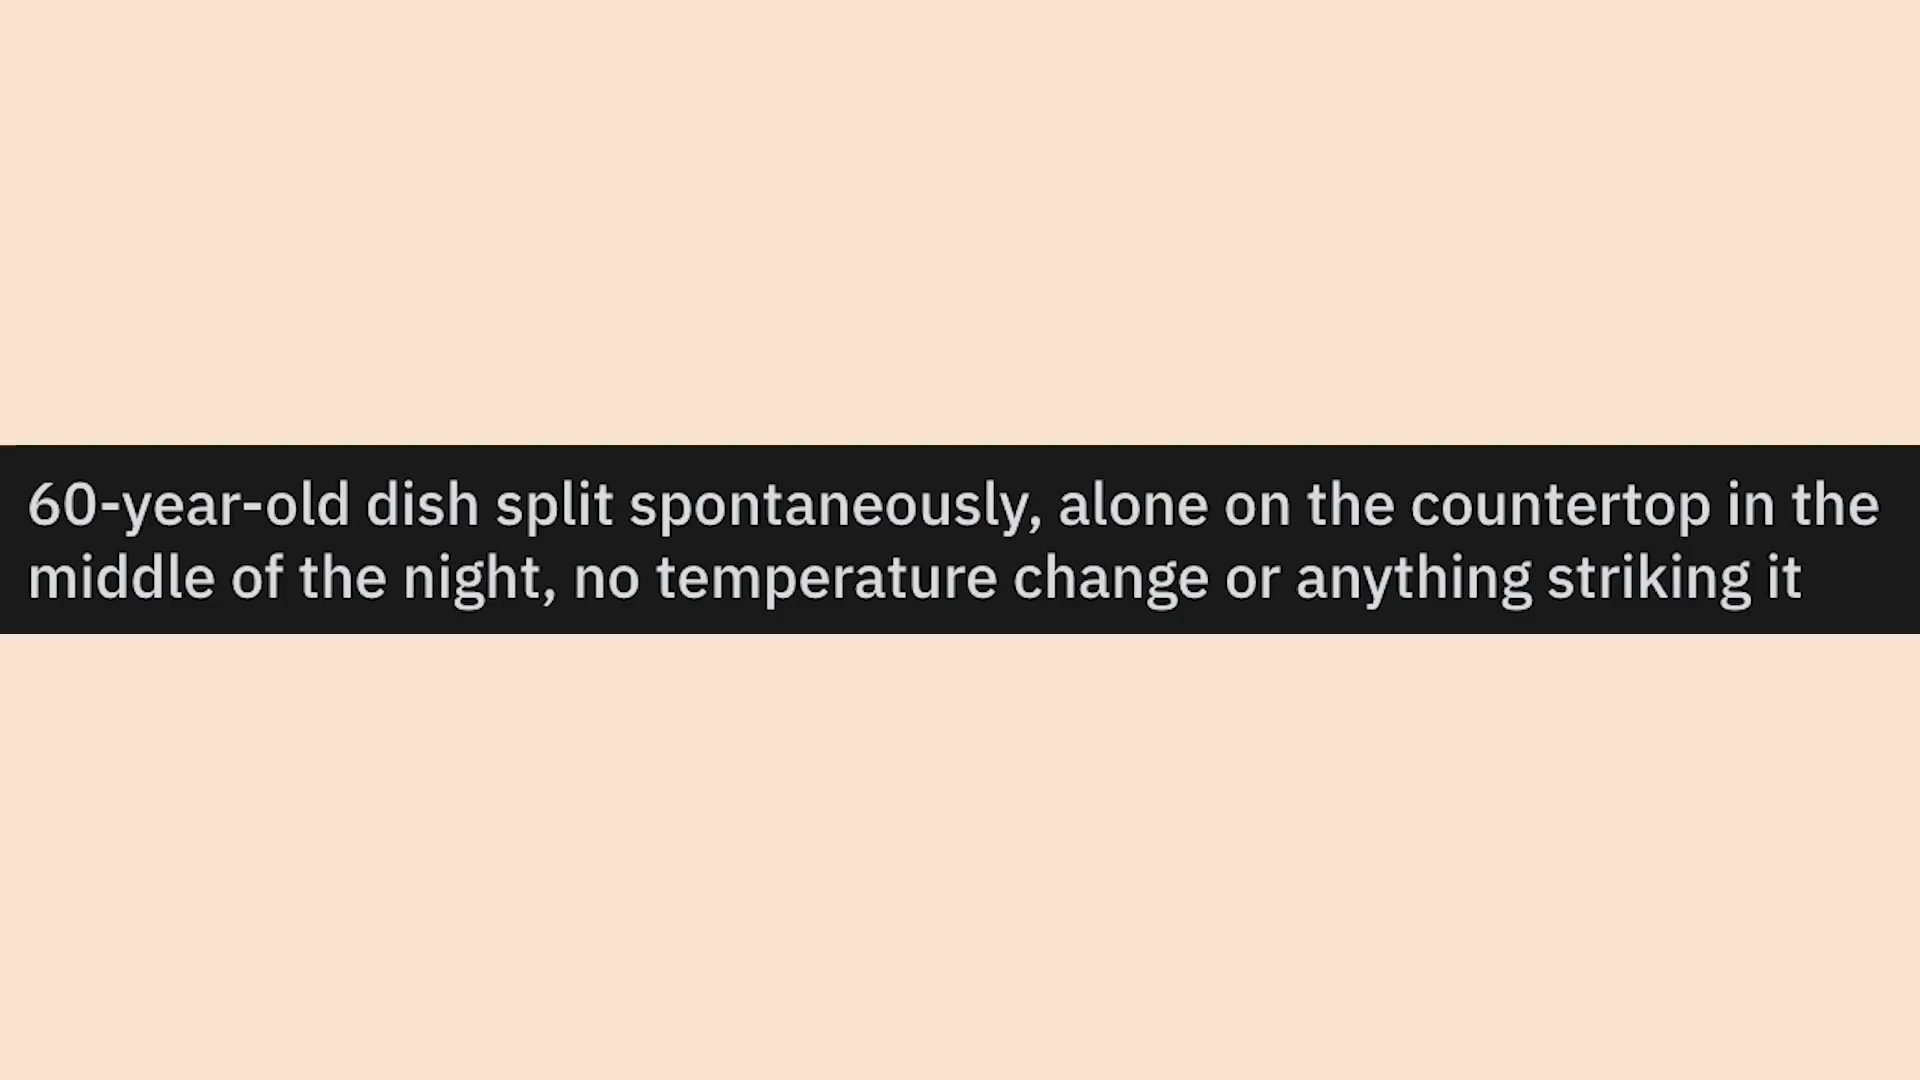 60-year-old dish split spontaneously, alone on the countertop in the
middle of the night, no temperature change or anything striking it